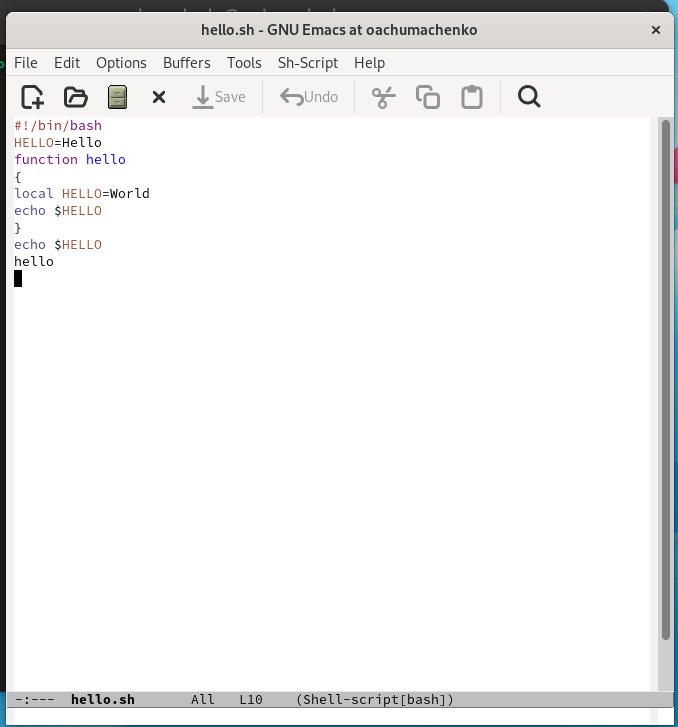 hello.sh - GNU Emacs at oachumachenko
File Edit Options Buffers Tools Sh-Script Help
Save Undo
#!/bin/bash
HELLO=Hello
function hello
{
local HELLO=World
echo $HELLO
}
echo $HELLO
hello
-:--- hello.sh All L10 (Shell-script[bash])